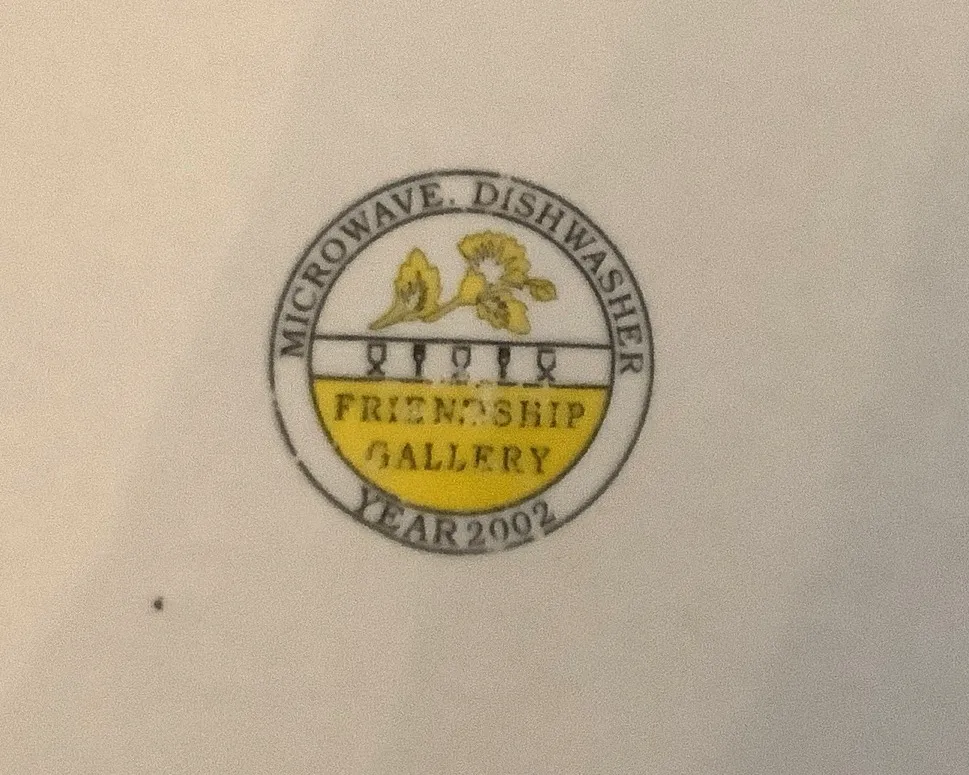 MICROWAVE. DISHWASHER
FRIENDSHIP
GALLERY
YEAR 2002